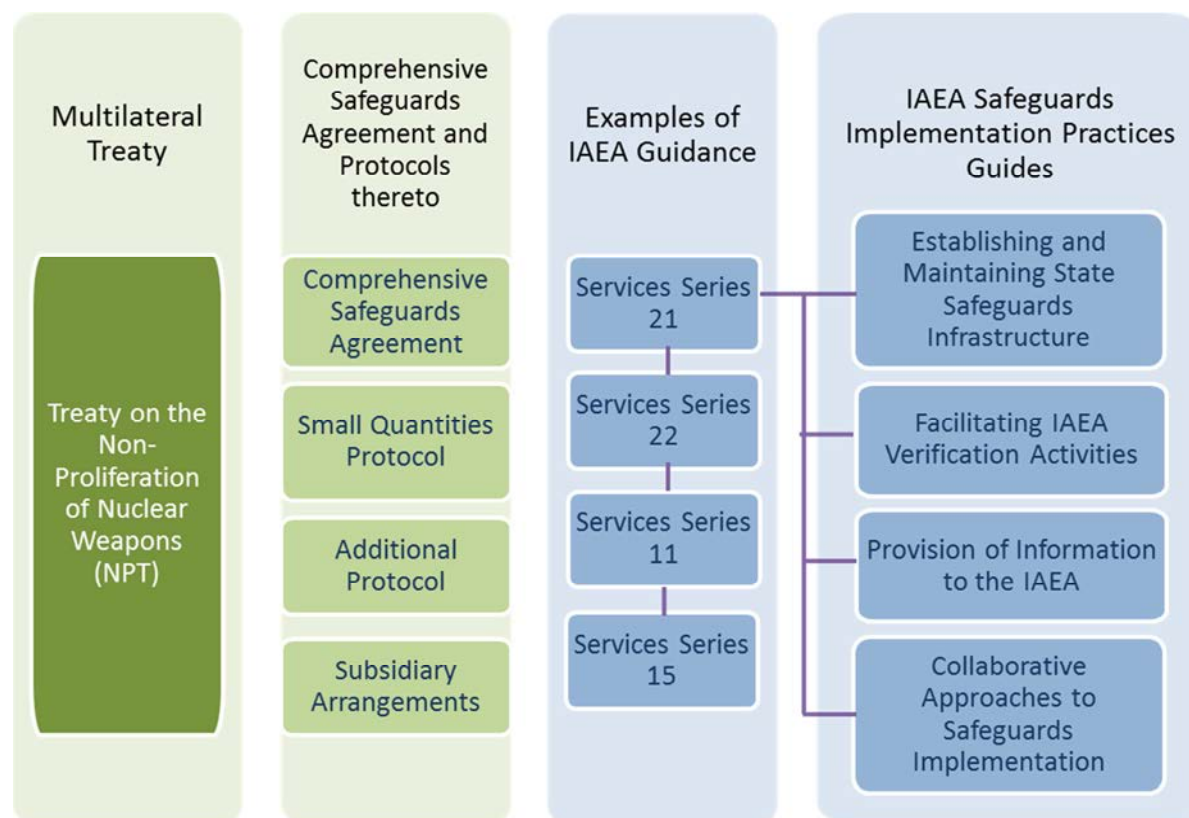 Multilateral
Treaty
Treaty on the
Non-
Proliferation
of Nuclear
Weapons
(NPT)
Comprehensive
Safeguards
Agreement and
Protocols
thereto
Comprehensive
Safeguards
Agreement
Small Quantities
Protocol
Additional
Protocol
Subsidiary
Arrangements
Examples of
IAEA Guidance
Services Series
21
Services Series
22
Services Series
11
Services Series
15
IAEA Safeguards
Implementation Practices
Guides
Establishing and
Maintaining State
Safeguards
Infrastructure
Facilitating IAEA
Verification Activities
Provision of Information
to the IAEA
Collaborative
Approaches to
Safeguards
Implementation